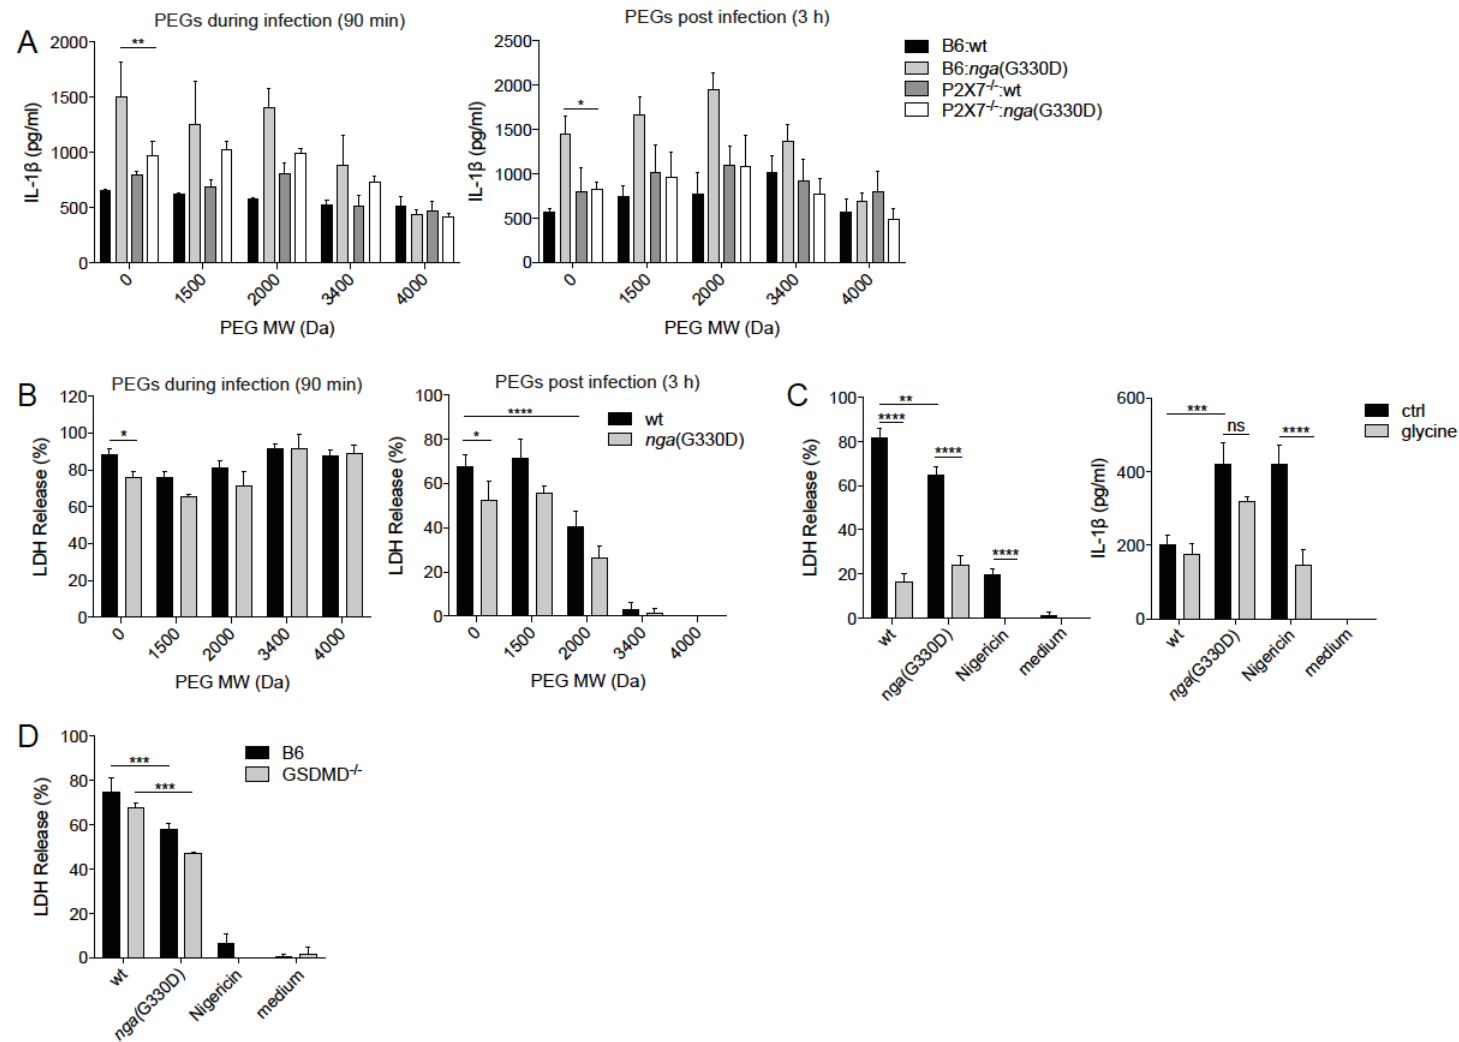 A
PEGs during infection (90 min)
**
2000
1500
1000
500
0
IL-1β (pg/ml)
0
1500
2000
3400
4000
PEG MW (Da)
PEGs post infection (3 h)
*
2500
2000
1500
1000
500
0
IL-1β (pg/ml)
0
1500
2000
3400
4000
PEG MW (Da)
B6:wt
B6:nga(G330D)
P2X7-/-:wt
P2X7-/-:nga(G330D)
B
PEGs during infection (90 min)
*
120
100
80
60
40
20
0
LDH Release (%)
0
1500
2000
3400
4000
PEG MW (Da)
PEGs post infection (3 h)
****
*
100
80
60
40
20
0
LDH Release (%)
0
1500
2000
3400
4000
PEG MW (Da)
wt
nga(G330D)
C
**
****
****
****
100
80
60
40
20
0
LDH Release (%)
wt
nga(G330D)
Nigericin
medium
***
ns
****
600
400
200
0
IL-1β (pg/ml)
wt
nga(G330D)
Nigericin
medium
ctrl
glycine
D
***
***
100
80
60
40
20
0
LDH Release (%)
wt
nga(G330D)
Nigericin
medium
B6
GSDMD-/-